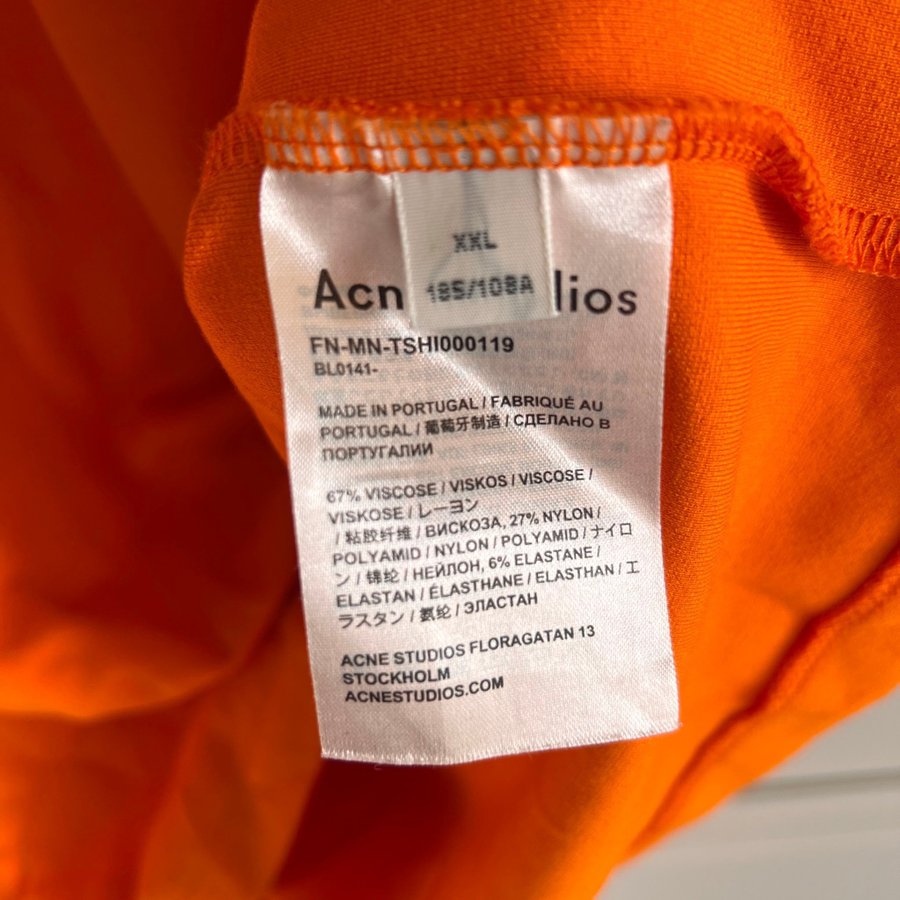 XXL
185/108A
Acn lios
FN-MN-TSHI000119
BL0141-
MADE IN PORTUGAL / FABRIQUÉ AU
PORTUGAL / 葡萄牙制造 / СДЕЛАНО В
ПОРТУГАЛИИ
67% VISCOSE / VISKOS / VISCOSE /
VISKOSE / レーヨン
/ 粘胶纤维 / ВИСКОЗА, 27% NYLON /
POLYAMID / NYLON / POLYAMID / ナイロ
ン / 锦纶 / НЕЙЛОН, 6% ELASTANE /
ELASTAN / ÉLASTHANE / ELASTHAN / エ
ラスタン / 氨纶 / ЭЛАСТАН
ACNE STUDIOS FLORAGATAN 13
STOCKHOLM
ACNESTUDIOS.COM